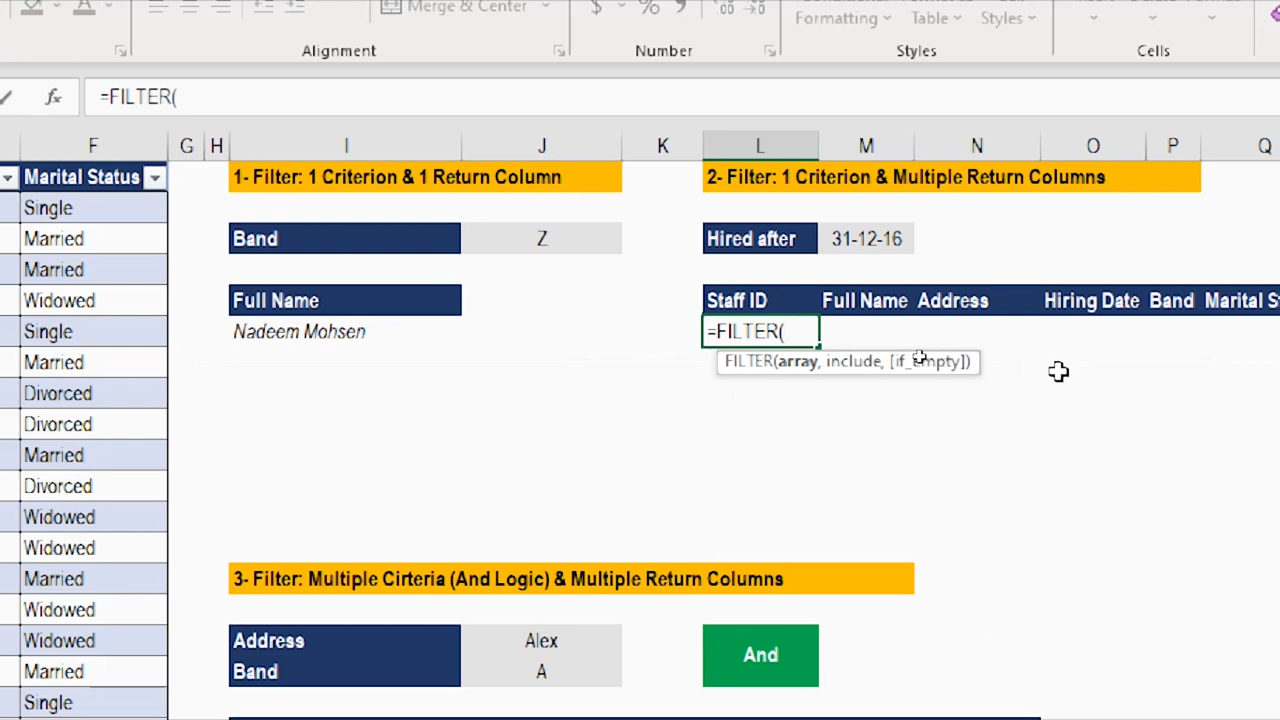 Merge & Center
$ % 9
Formatting Table Styles
Alignment Number Styles Cells
fx =FILTER(
F G H I J K L M N O P Q
Marital Status 1- Filter: 1 Criterion & 1 Return Column 2- Filter: 1 Criterion & Multiple Return Columns
Single
Married Band Z Hired after 31-12-16
Married
Widowed Full Name Staff ID Full Name Address Hiring Date Band Marital St
Single Nadeem Mohsen =FILTER(
Married FILTER(array, include, [if_empty])
Divorced
Divorced
Married
Divorced
Widowed
Widowed
Married 3- Filter: Multiple Cirteria (And Logic) & Multiple Return Columns
Widowed
Widowed Address Alex And
Married Band A
Single